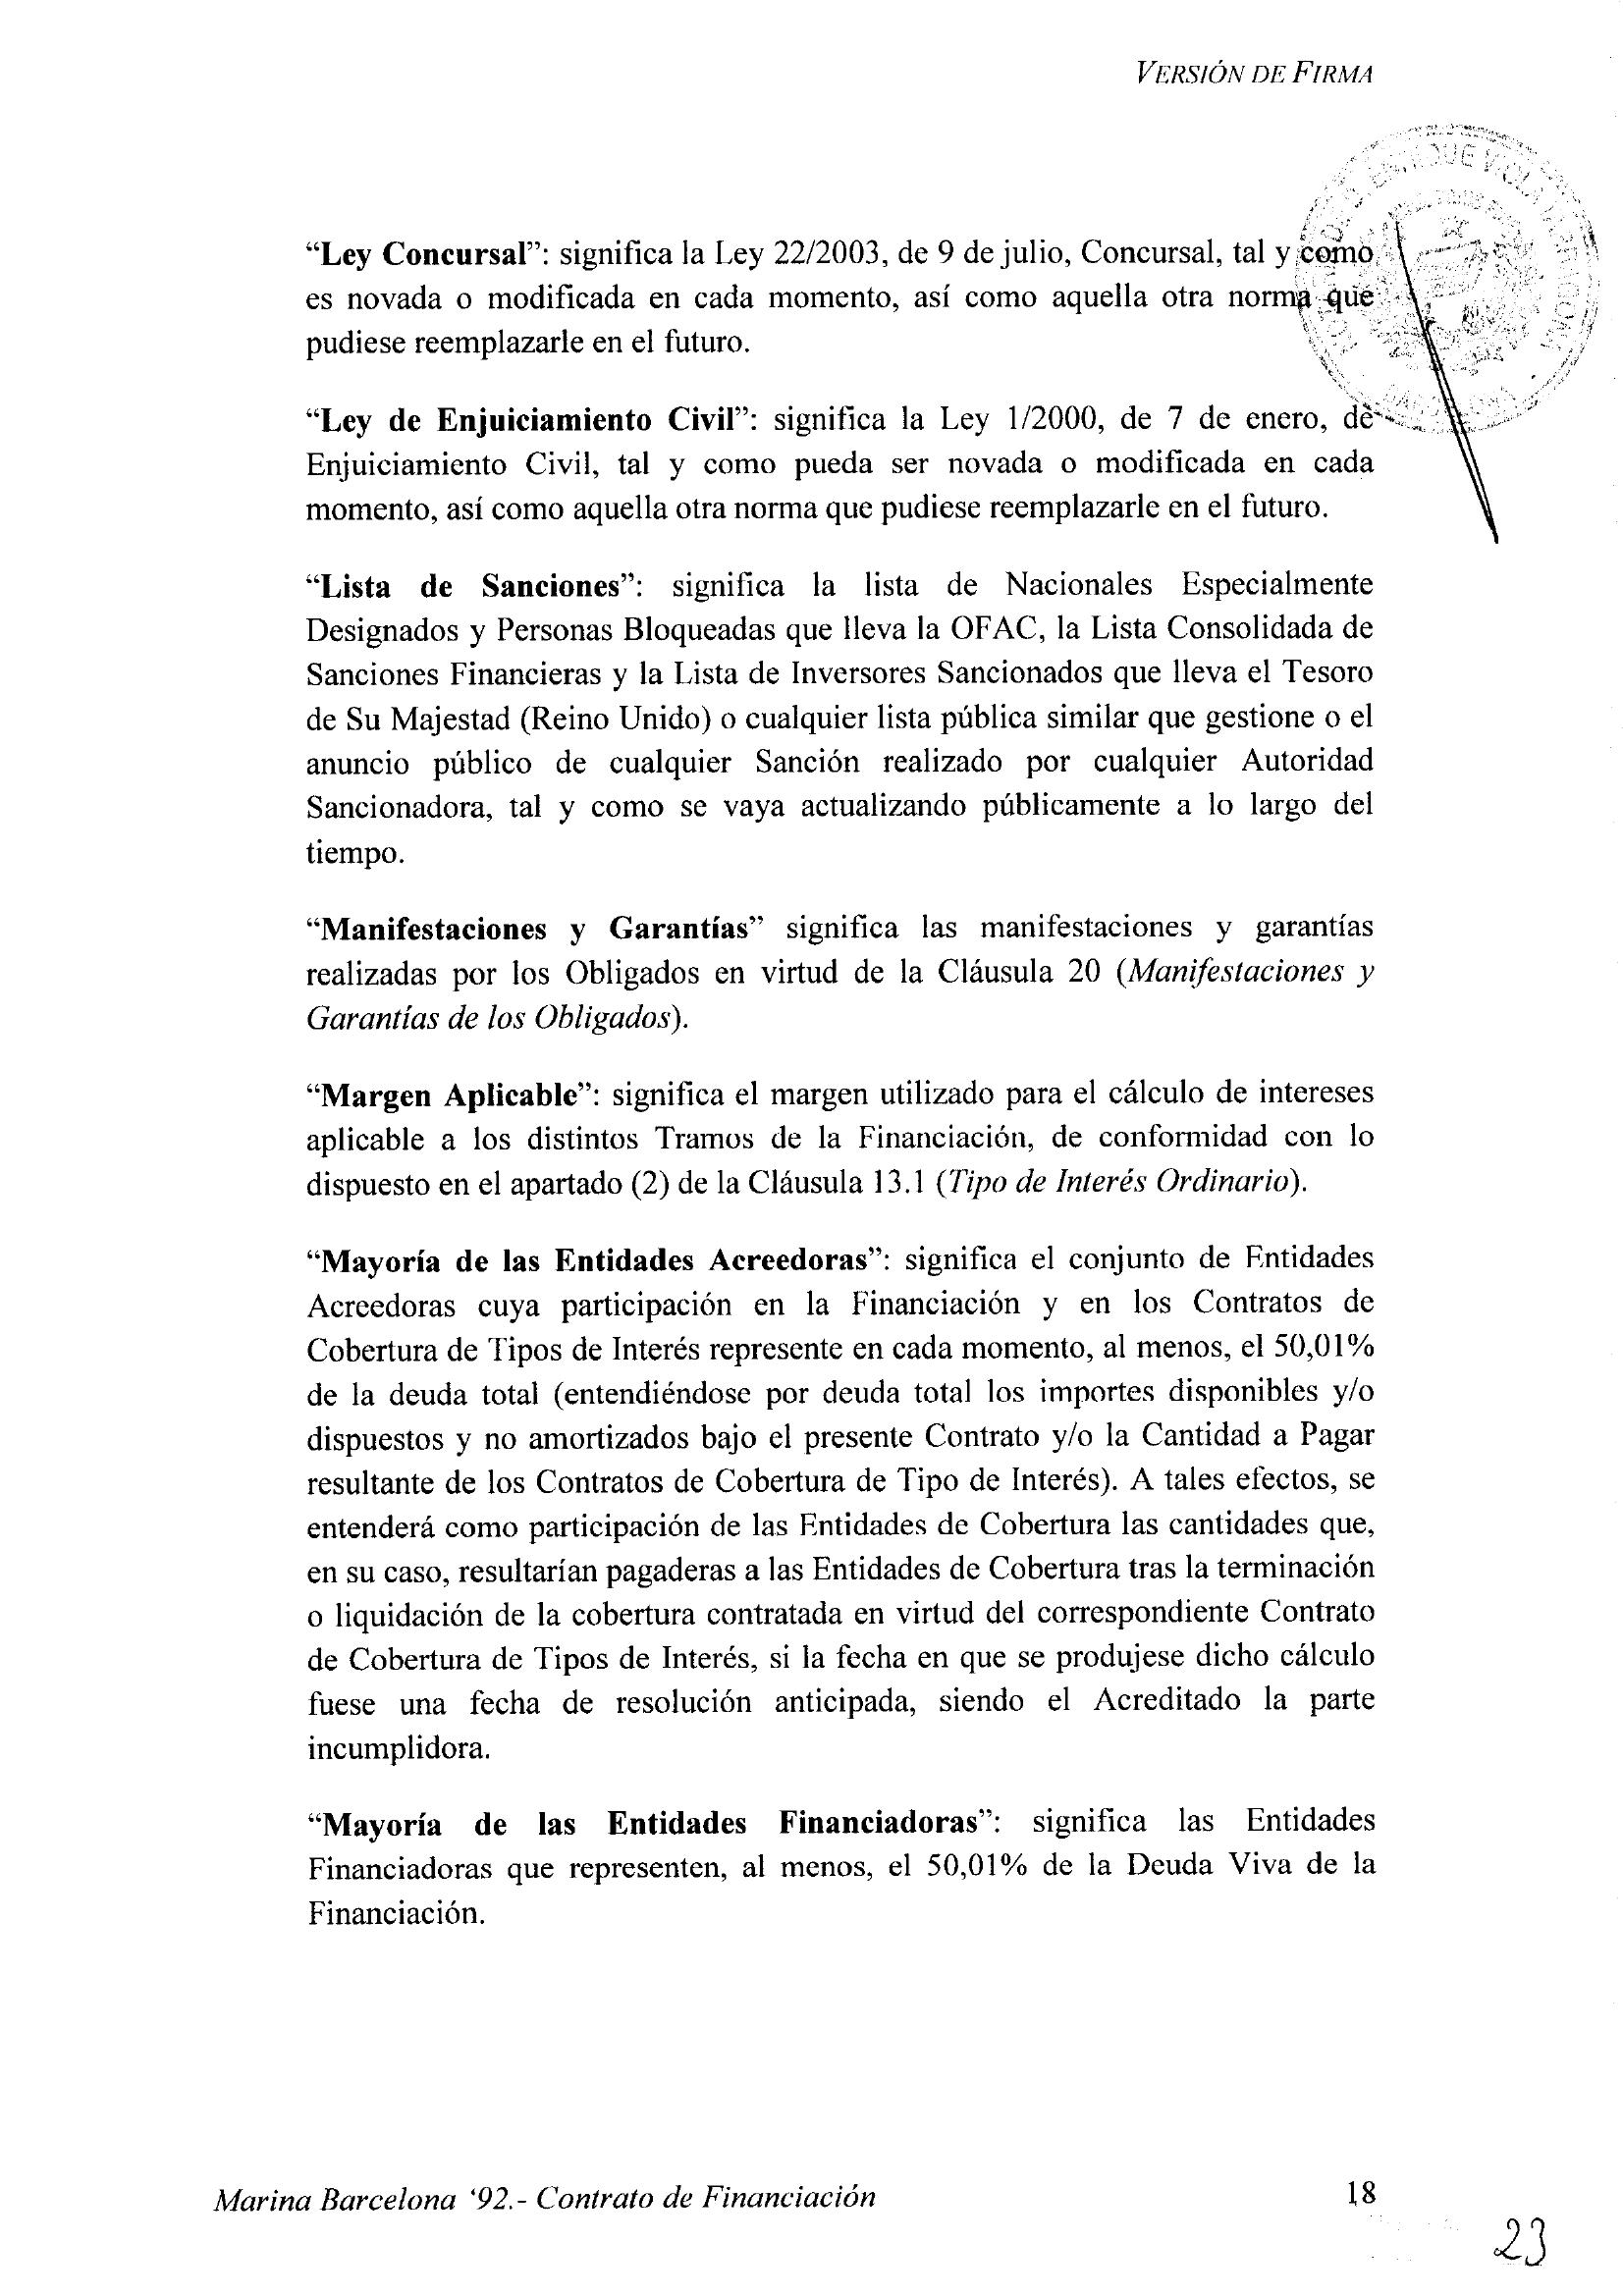 VERSIÓN DE FIRMA
“Ley Concursal”: significa la Ley 22/2003, de 9 de julio, Concursal, tal y como
es novada o modificada en cada momento, así como aquella otra norma que
pudiese reemplazarle en el futuro.
“Ley de Enjuiciamiento Civil”: significa la Ley 1/2000, de 7 de enero, de
Enjuiciamiento Civil, tal y como pueda ser novada o modificada en cada
momento, así como aquella otra norma que pudiese reemplazarle en el futuro.
“Lista de Sanciones”: significa la lista de Nacionales Especialmente
Designados y Personas Bloqueadas que lleva la OFAC, la Lista Consolidada de
Sanciones Financieras y la Lista de Inversores Sancionados que lleva el Tesoro
de Su Majestad (Reino Unido) o cualquier lista pública similar que gestione o el
anuncio público de cualquier Sanción realizado por cualquier Autoridad
Sancionadora, tal y como se vaya actualizando públicamente a lo largo del
tiempo.
“Manifestaciones y Garantías” significa las manifestaciones y garantías
realizadas por los Obligados en virtud de la Cláusula 20 (Manifestaciones y
Garantías de los Obligados).
“Margen Aplicable”: significa el margen utilizado para el cálculo de intereses
aplicable a los distintos Tramos de la Financiación, de conformidad con lo
dispuesto en el apartado (2) de la Cláusula 13.1 (Tipo de Interés Ordinario).
“Mayoría de las Entidades Acreedoras”: significa el conjunto de Entidades
Acreedoras cuya participación en la Financiación y en los Contratos de
Cobertura de Tipos de Interés represente en cada momento, al menos, el 50,01%
de la deuda total (entendiéndose por deuda total los importes disponibles y/o
dispuestos y no amortizados bajo el presente Contrato y/o la Cantidad a Pagar
resultante de los Contratos de Cobertura de Tipo de Interés). A tales efectos, se
entenderá como participación de las Entidades de Cobertura las cantidades que,
en su caso, resultarían pagaderas a las Entidades de Cobertura tras la terminación
o liquidación de la cobertura contratada en virtud del correspondiente Contrato
de Cobertura de Tipos de Interés, si la fecha en que se produjese dicho cálculo
fuese una fecha de resolución anticipada, siendo el Acreditado la parte
incumplidora.
“Mayoría de las Entidades Financiadoras”: significa las Entidades
Financiadoras que representen, al menos, el 50,01% de la Deuda Viva de la
Financiación.
Marina Barcelona ‘92.- Contrato de Financiación
18
23